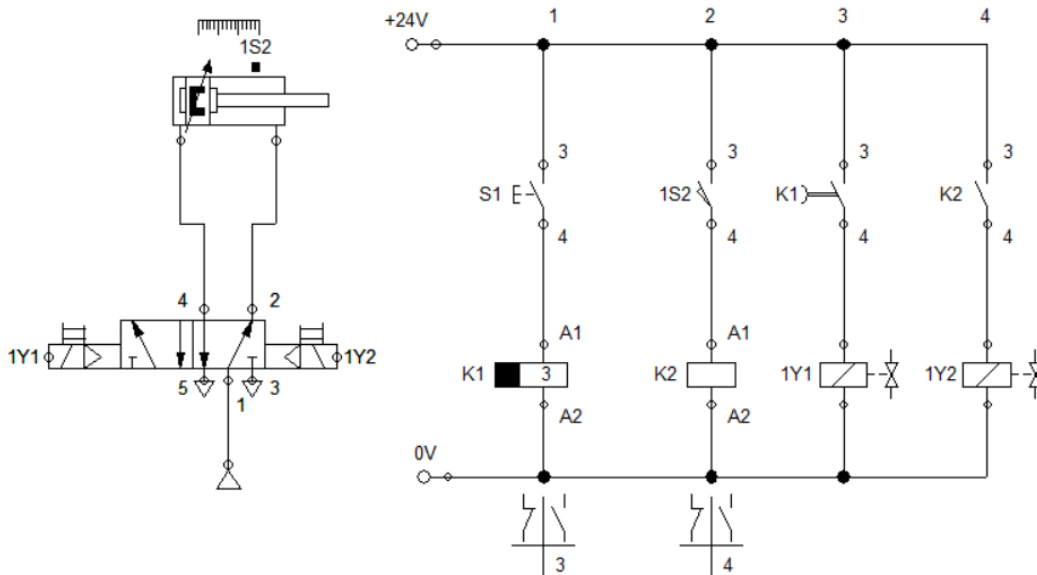 1 2 3 4
+24V
1S2
3 3 3 3
S1 1S2 K1 K2
4 4 4 4
4 2
1Y1 1Y2
5 1 3
A1 A1
K1 3 K2 1Y1 1Y2
A2 A2
0V
3 4